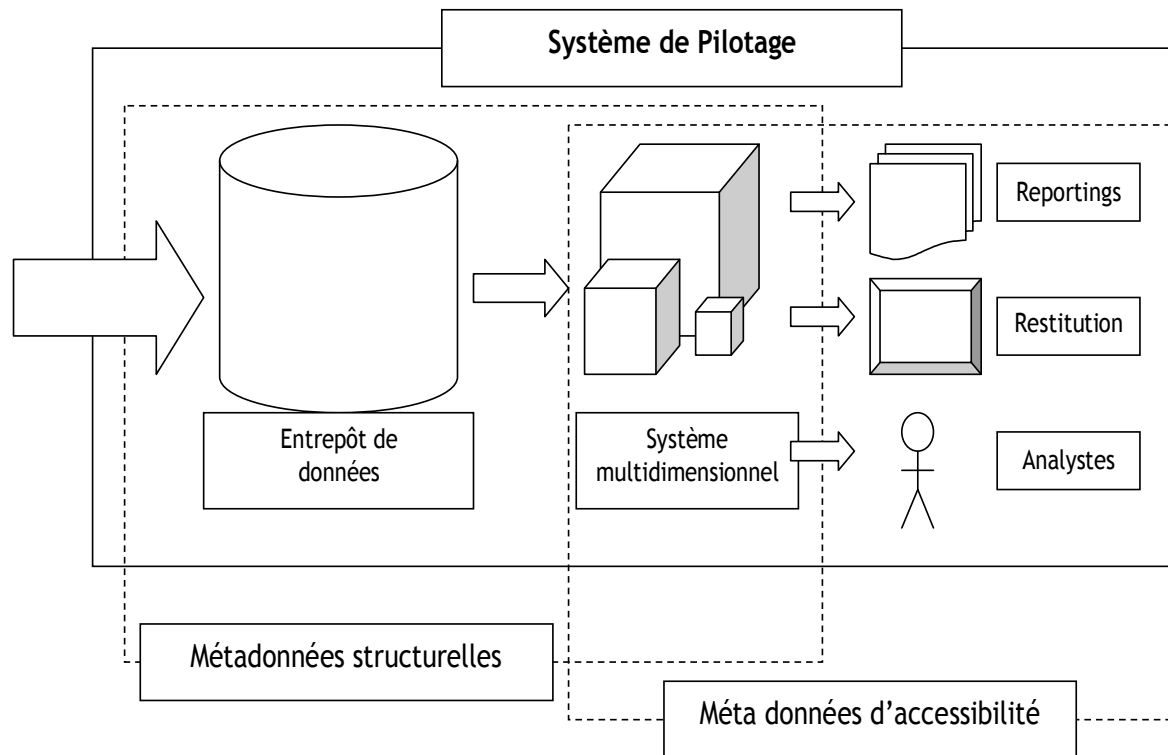 Système de Pilotage
Reportings
Restitution
Entrepôt de
données
Système
multidimensionnel
Analystes
Métadonnées structurelles
Méta données d’accessibilité